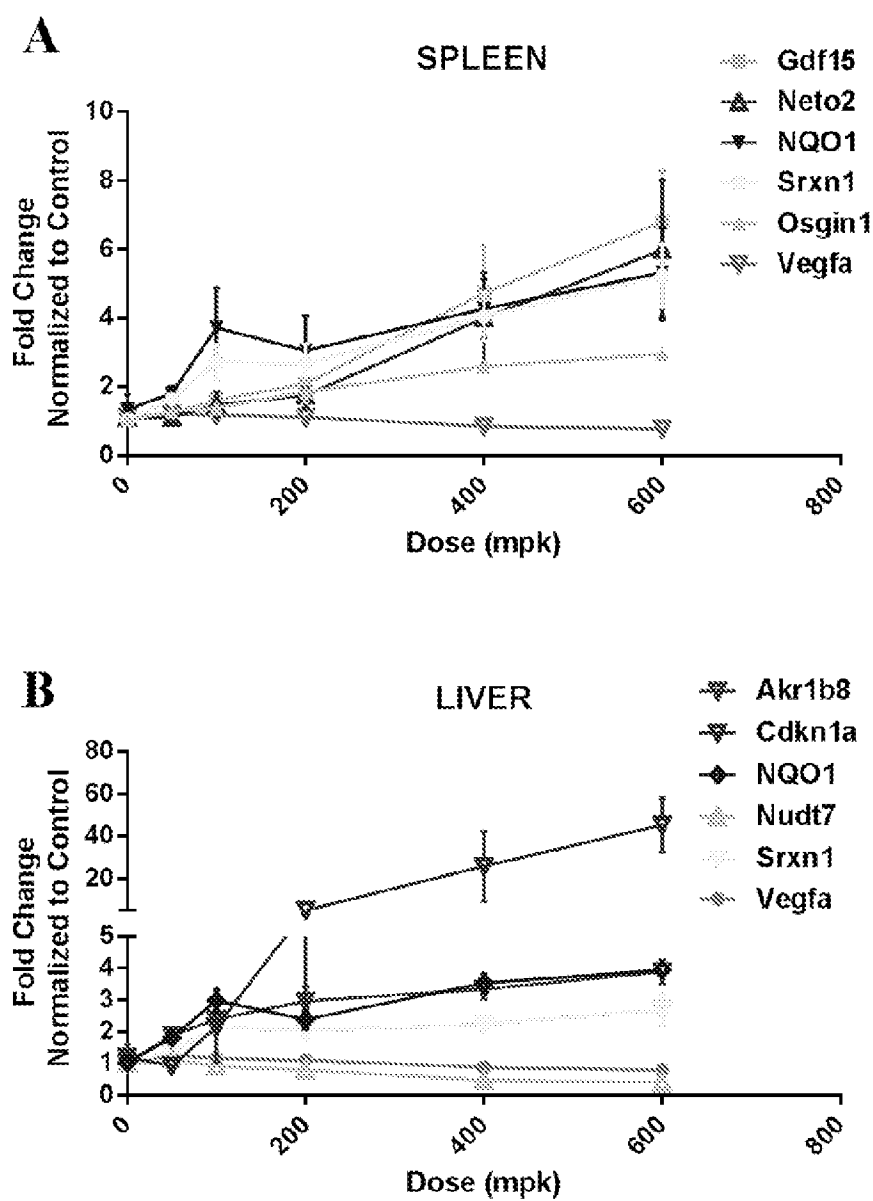 A
SPLEEN
Gdf15
Neto2
NQO1
Srxn1
Osgin1
Vegfa
Fold Change
Normalized to Control
10
8
6
4
2
0
0
200
400
600
800
Dose (mpk)
B
LIVER
Akr1b8
Cdkn1a
NQO1
Nudt7
Srxn1
Vegfa
Fold Change
Normalized to Control
80
60
40
20
5
4
3
2
1
0
0
200
400
600
800
Dose (mpk)